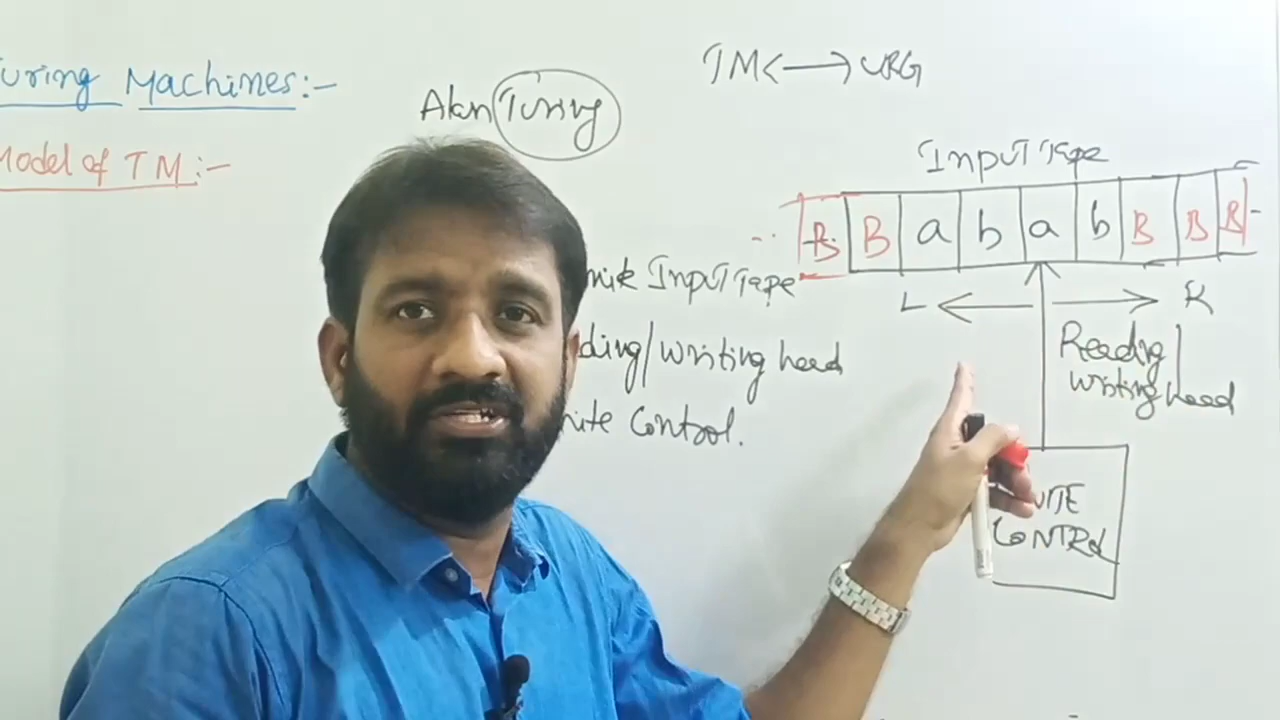 Turing Machines:-
Model of TM:-
Alan Turing
TM<-->URG
Input Tape
B B a b a b B B B
Input Tape
L R
ding/writing head
Reading/
writing head
nite Control.
NITE
CONTROL